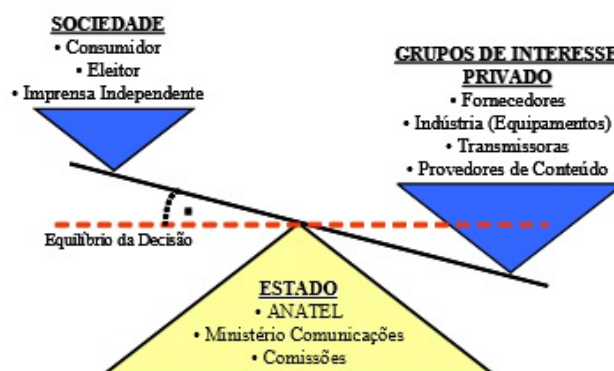 SOCIEDADE
• Consumidor
• Eleitor
• Imprensa Independente
GRUPOS DE INTERESSE
PRIVADO
• Fornecedores
• Indústria (Equipamentos)
• Transmissoras
• Provedores de Conteúdo
Equilíbrio da Decisão
ESTADO
• ANATEL
• Ministério Comunicações
• Comissões